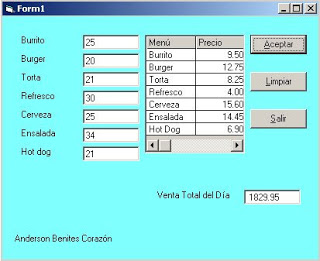 Form1
Burrito 25
Burger 20
Torta 21
Refresco 30
Cerveza 25
Ensalada 34
Hot dog 21
Menú Precio
Burrito 9.50
Burger 12.75
Torta 8.25
Refresco 4.00
Cerveza 15.60
Ensalada 14.45
Hot Dog 6.90
Aceptar
Limpiar
Salir
Venta Total del Día 1829.95
Anderson Benites Corazón